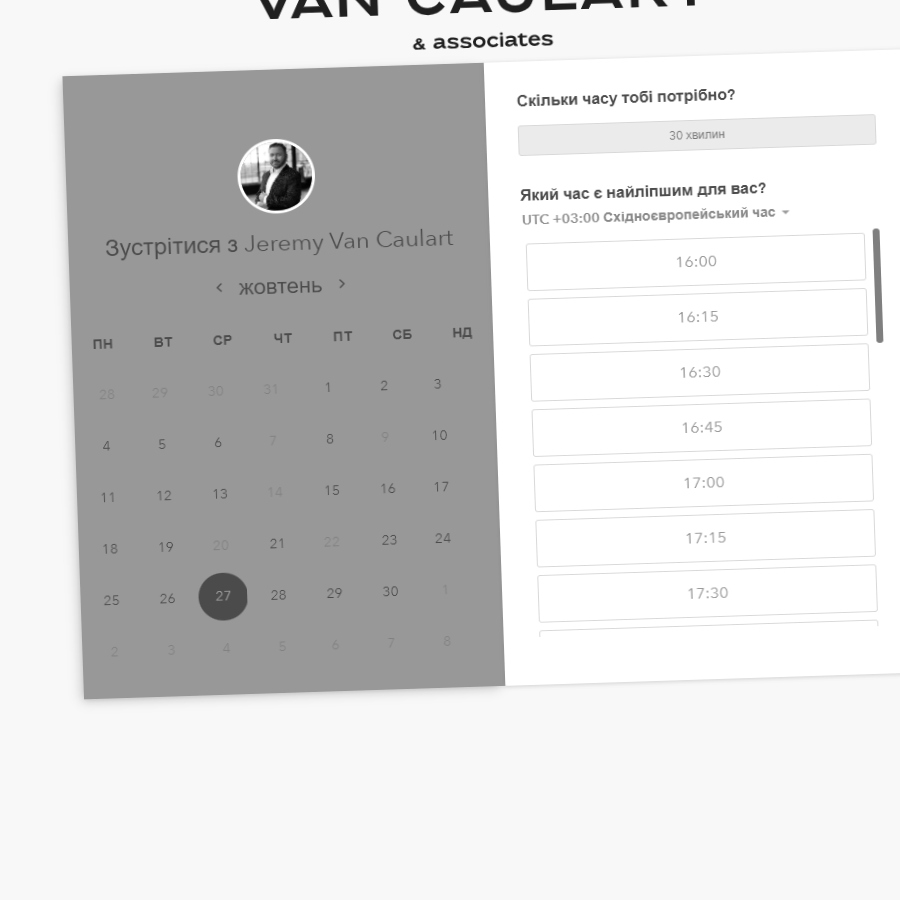 VAN CAULART
& associates
Зустрітися з Jeremy Van Caulart
‹ жовтень ›
ПН ВТ СР ЧТ ПТ СБ НД
28 29 30 31 1 2 3
4 5 6 7 8 9 10
11 12 13 14 15 16 17
18 19 20 21 22 23 24
25 26 27 28 29 30 1
2 3 4 5 6 7 8
Скільки часу тобі потрібно?
30 хвилин
Який час є найліпшим для вас?
UTC +03:00 Східноєвропейський час
16:00
16:15
16:30
16:45
17:00
17:15
17:30